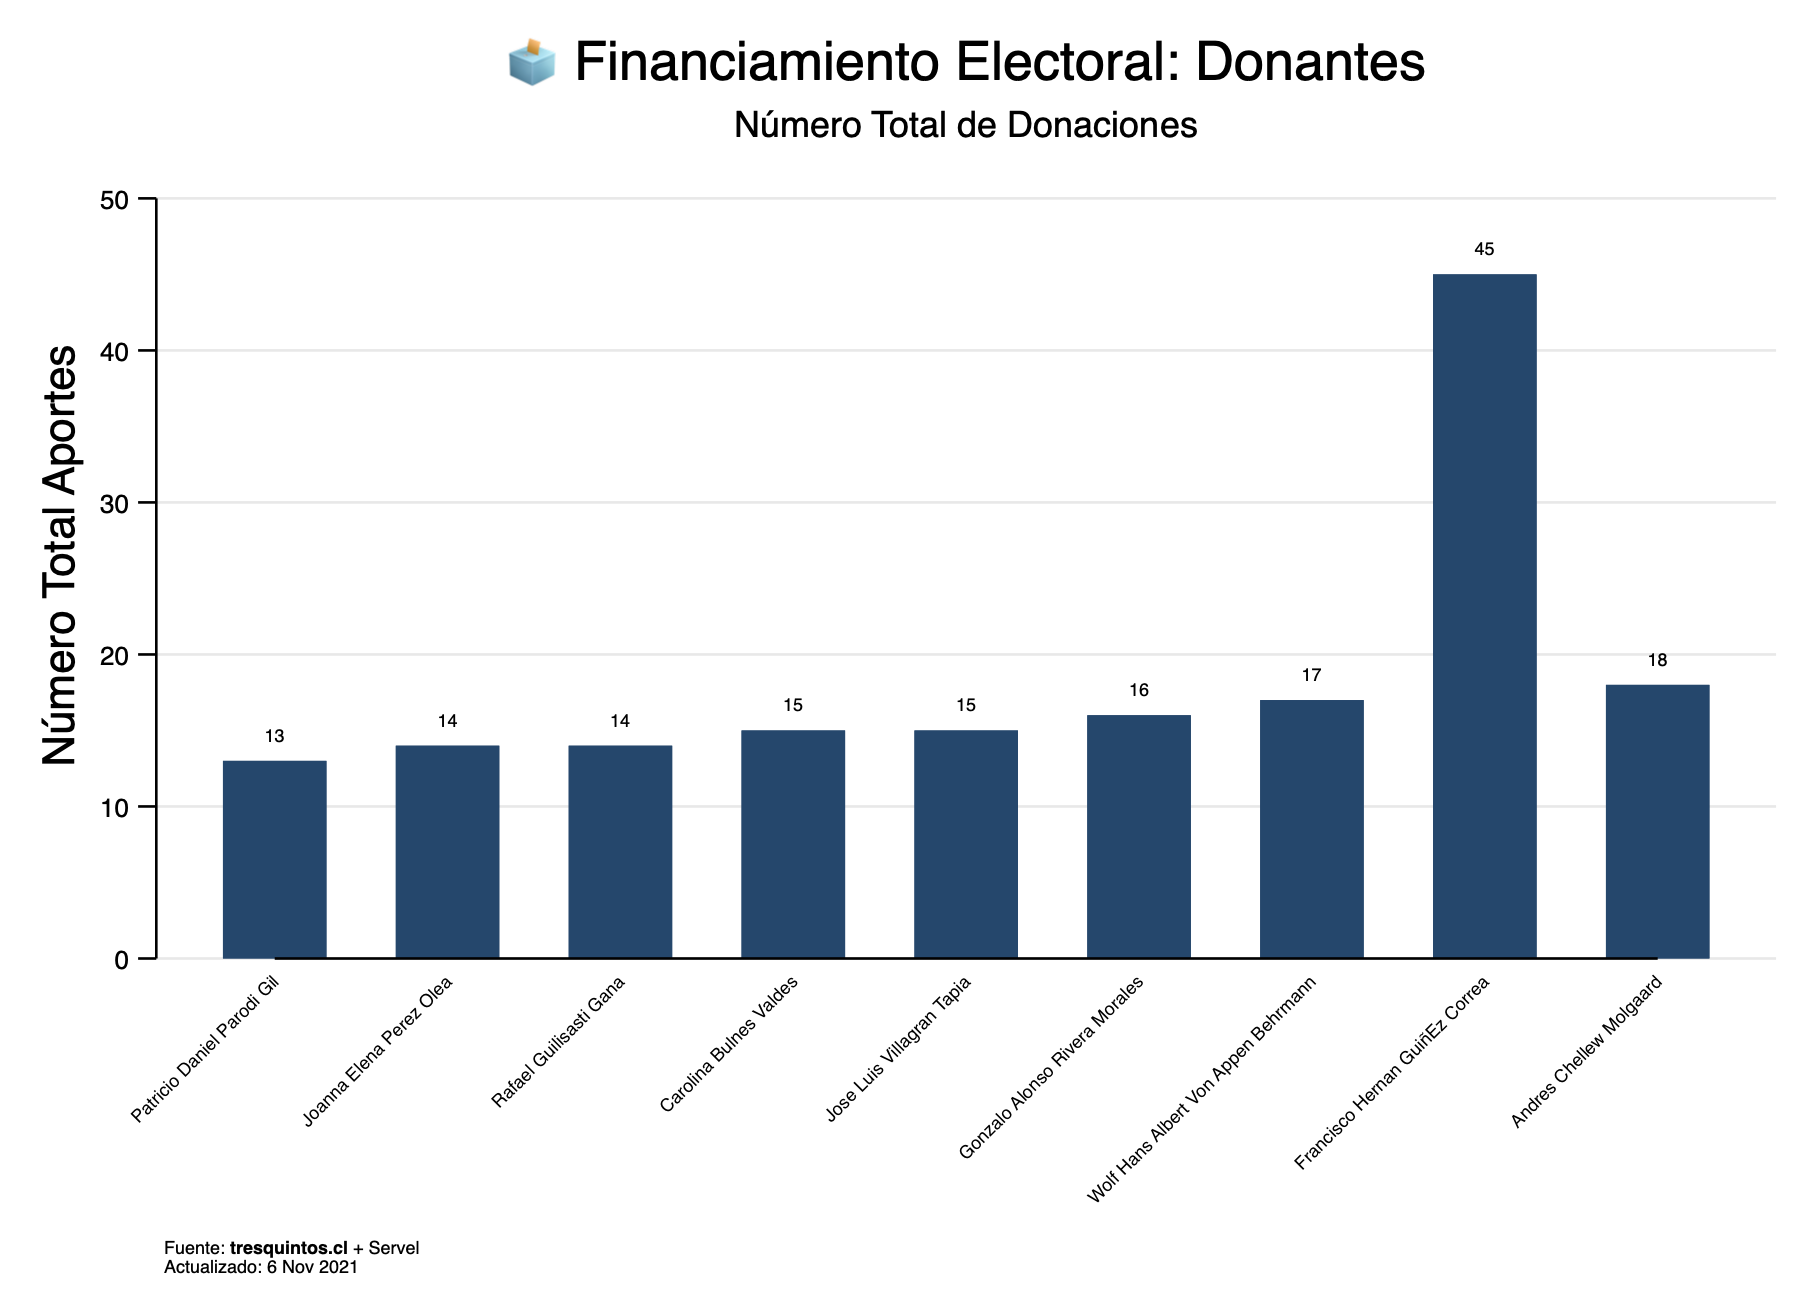 Financiamiento Electoral: Donantes
Número Total de Donaciones
Número Total Aportes
50
40
30
20
10
0
13
14
14
15
15
16
17
45
18
Patricio Daniel Parodi Gil
Joanna Elena Perez Olea
Rafael Guilisasti Gana
Carolina Bulnes Valdes
Jose Luis Villagran Tapia
Gonzalo Alonso Rivera Morales
Wolf Hans Albert Von Appen Behrmann
Francisco Hernan GuiñEz Correa
Andres Chellew Molgaard
Fuente: tresquintos.cl + Servel
Actualizado: 6 Nov 2021